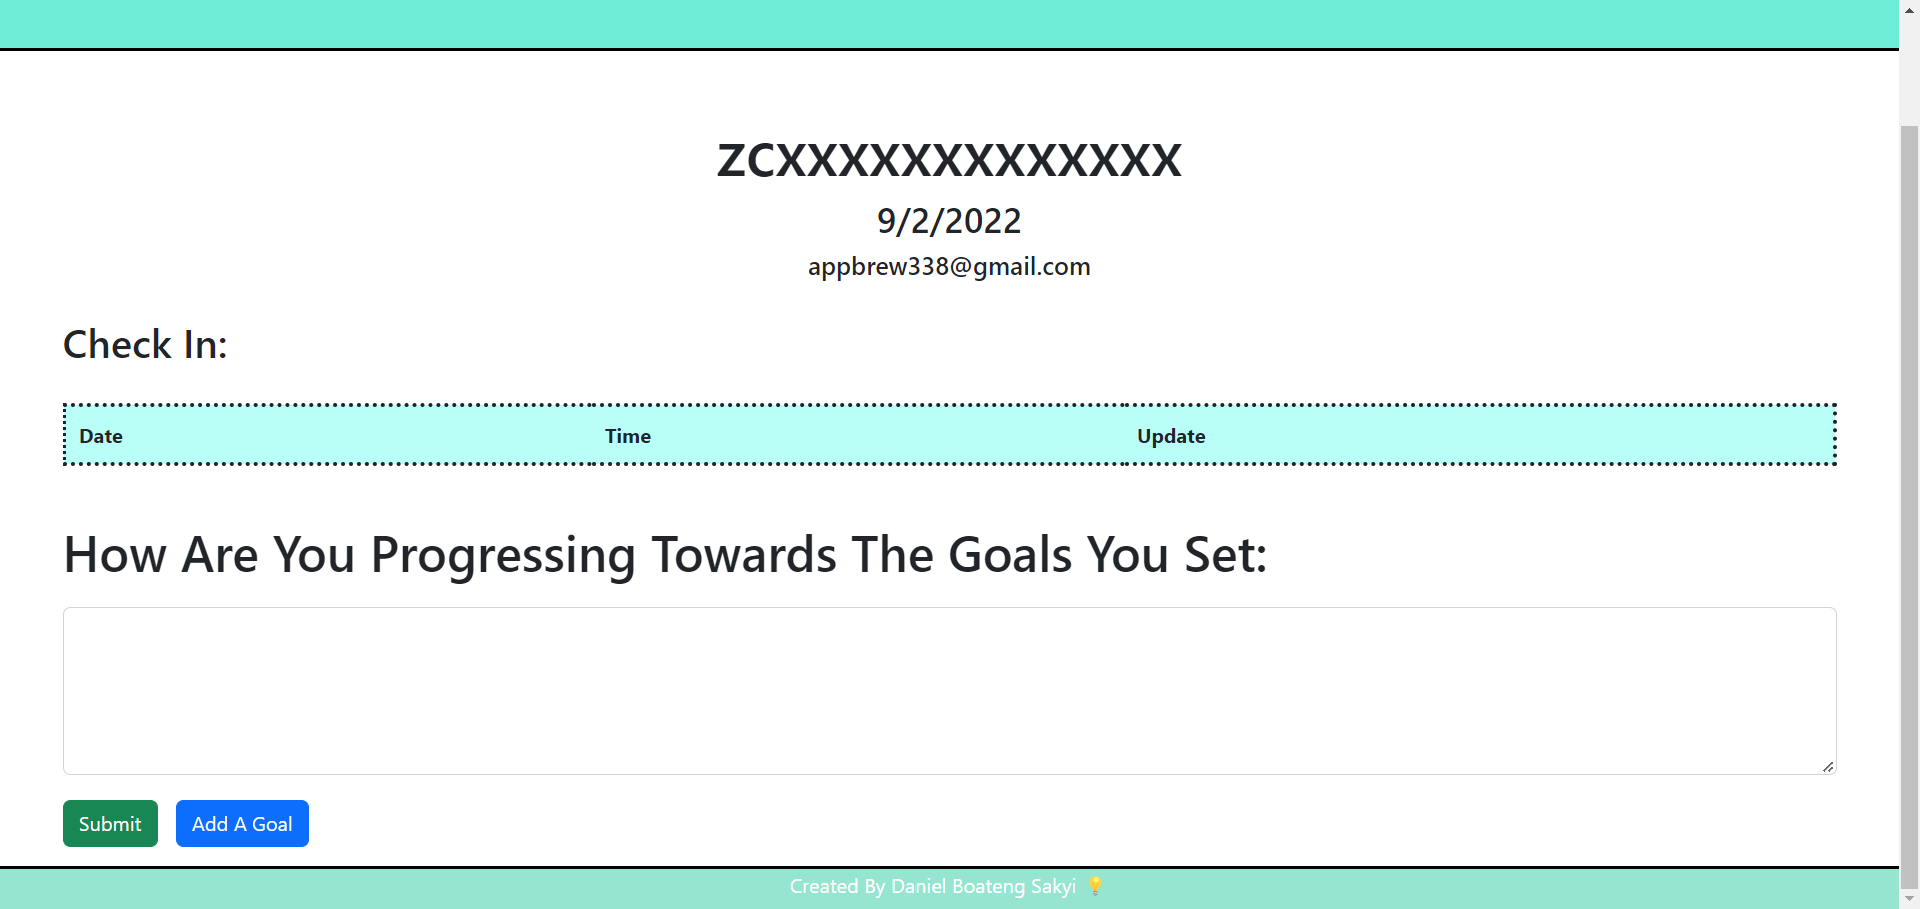 ZCXXXXXXXXXXXXX
9/2/2022
appbrew338@gmail.com
Check In:
Date Time Update
How Are You Progressing Towards The Goals You Set:
Submit Add A Goal
Created By Daniel Boateng Sakyi 💡